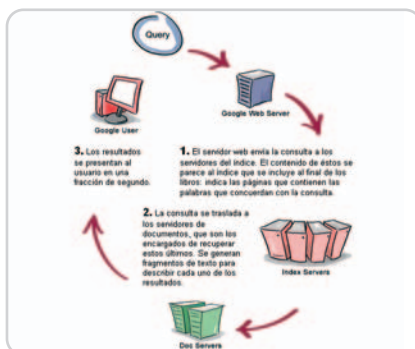 Query
Google Web Server
Google User
3. Los resultados
se presentan al
usuario en una
fracción de segundo.
1. El servidor web envía la consulta a los
servidores del índice. El contenido de éstos se
parece al índice que se incluye al final de los
libros: indica las páginas que contienen las
palabras que concuerdan con la consulta.
2. La consulta se traslada a
los servidores de
documentos, que son los
encargados de recuperar
estos últimos. Se generan
fragmentos de texto para
describir cada uno de los
resultados.
Index Servers
Doc Servers